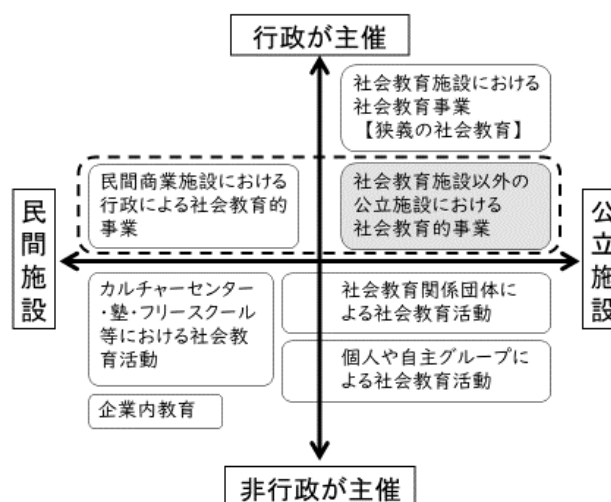 行政が主催
社会教育施設における
社会教育事業
【狭義の社会教育】
民間商業施設における
行政による社会教育的
事業
社会教育施設以外の
公立施設における
社会教育的事業
民間施設
公立施設
カルチャーセンター
・塾・フリースクール
等における社会教
育活動
社会教育関係団体に
よる社会教育活動
個人や自主グループに
よる社会教育活動
企業内教育
非行政が主催